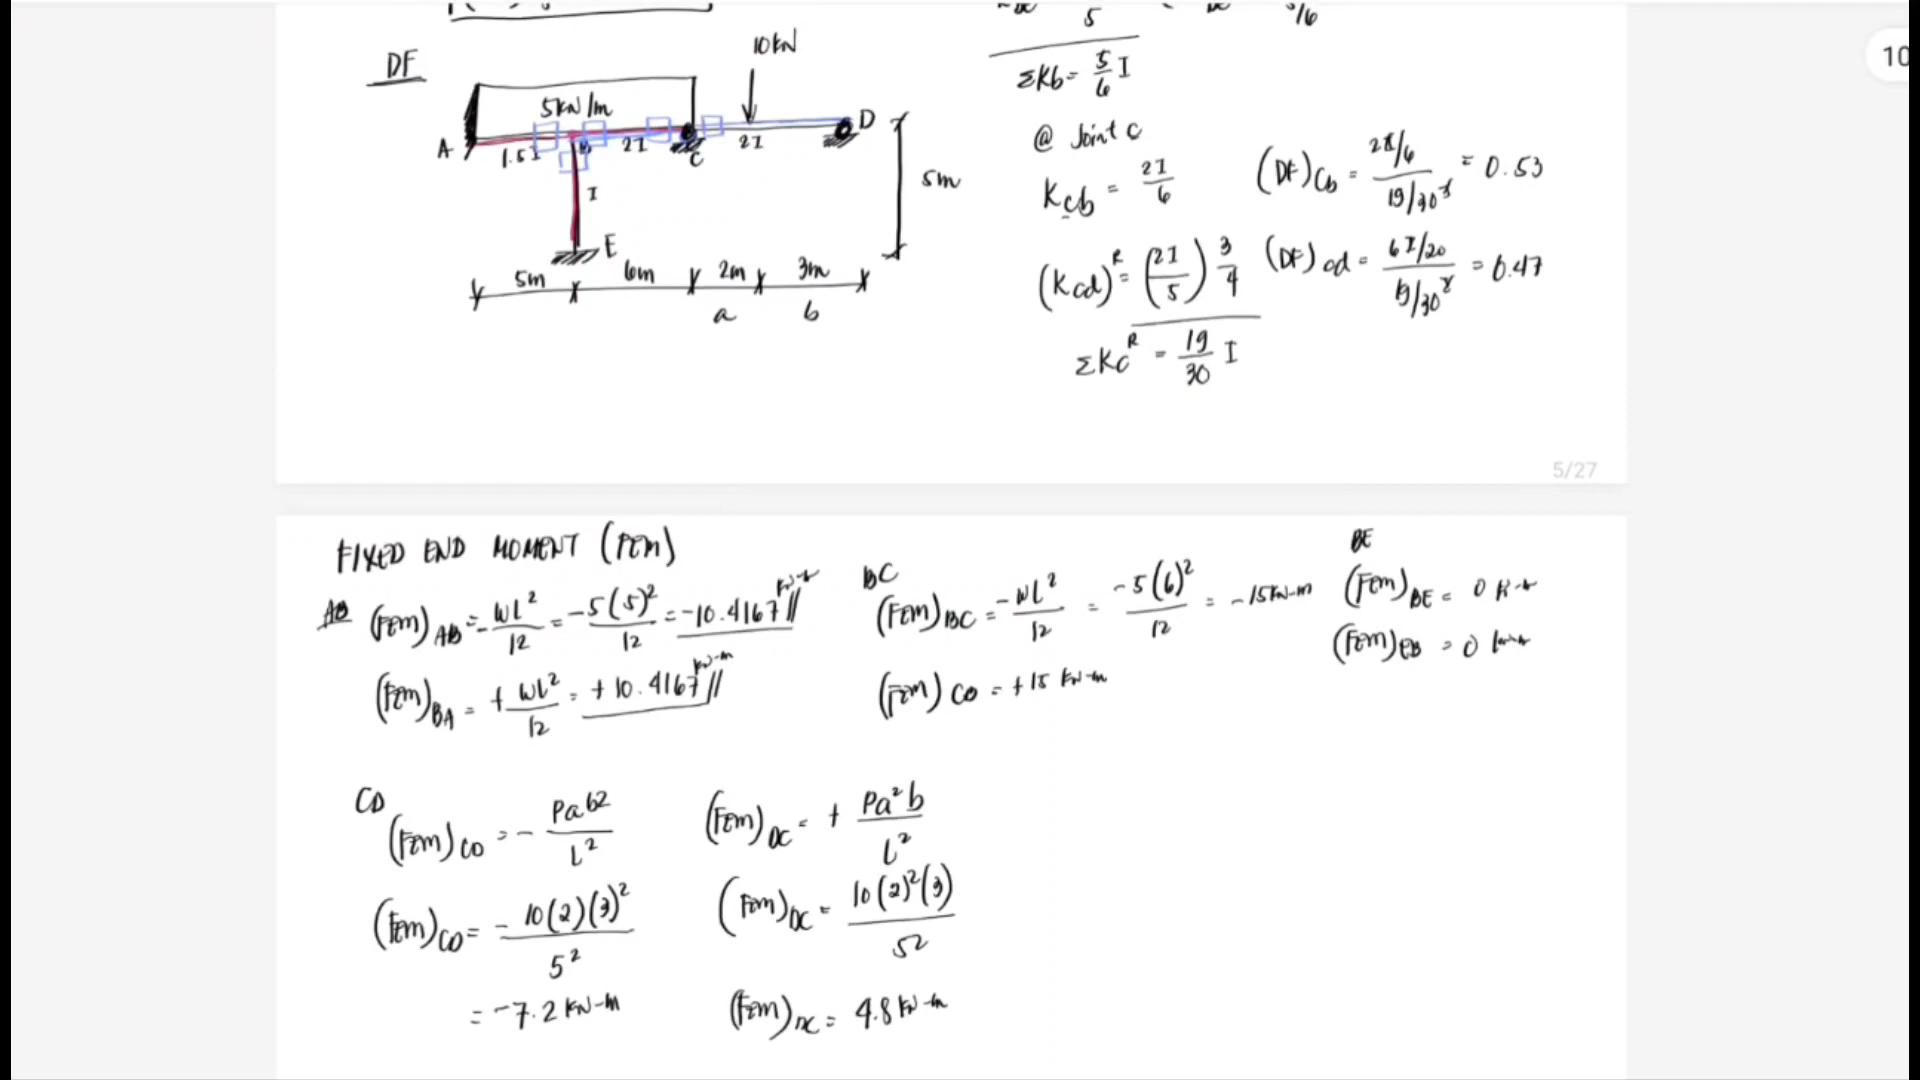 DF
10kN
5kN/m
A
1.5I
B
2I
C
2I
D
5m
I
E
5m
6m
2m
3m
a
b
5
5/6
ΣKb = 5/6 I
@ Joint C
Kcb = 2I/6
(DF)cb = 2I/6 / 19/30 I = 0.53
(Kcd)^R = (2I/5) 3/4
(DF)cd = 6I/20 / 19/30 I = 0.47
ΣKc^R = 19/30 I
10
5/27
FIXED END MOMENT (FEM)
AB
(FEM)AB = -WL²/12 = -5(5)²/12 = -10.4167 kN-m //
(FEM)BA = +WL²/12 = +10.4167 kN-m //
BC
(FEM)BC = -WL²/12 = -5(6)²/12 = -15kN-m
(FEM)CO = +15 kN-m
BE
(FEM)BE = 0
(FEM)EB = 0
CD
(FEM)CD = - Pab2/L²
(FEM)CD = - 10(2)(3)²/5²
= -7.2 kN-m
(FEM)DC = + Pa²b/L²
(FEM)DC = 10(2)²(3)/52
(FEM)DC = 4.8 kN-m